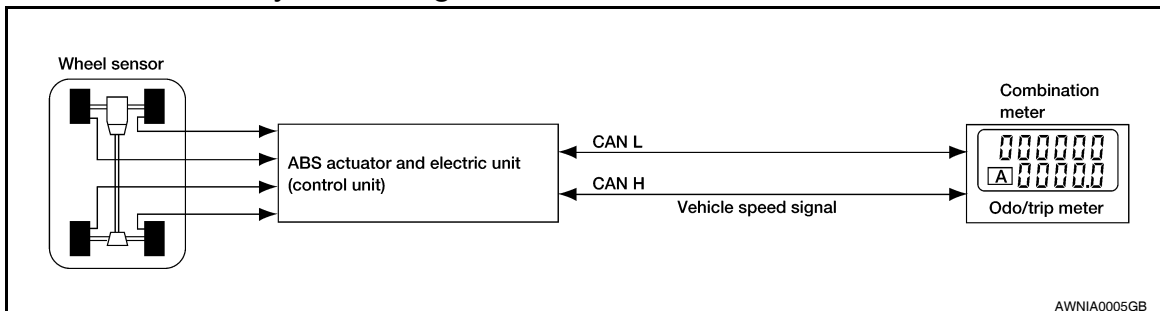 Wheel sensor
ABS actuator and electric unit
(control unit)
CAN L
CAN H
Vehicle speed signal
Combination
meter
000000
A 0000.0
Odo/trip meter
AWNIA0005GB